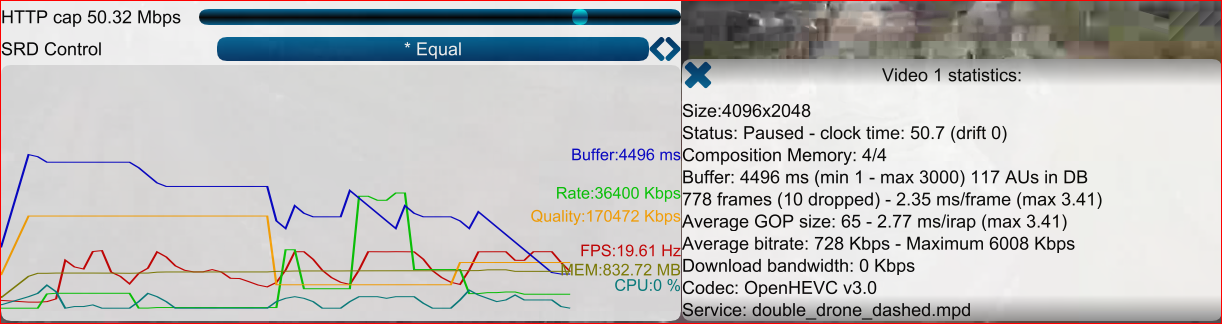 HTTP cap 50.32 Mbps
SRD Control
* Equal
Buffer:4496 ms
Rate:36400 Kbps
Quality:170472 Kbps
FPS:19.61 Hz
MEM:832.72 MB
CPU:0 %
Video 1 statistics:
Size:4096x2048
Status: Paused - clock time: 50.7 (drift 0)
Composition Memory: 4/4
Buffer: 4496 ms (min 1 - max 3000) 117 AUs in DB
778 frames (10 dropped) - 2.35 ms/frame (max 3.41)
Average GOP size: 65 - 2.77 ms/irap (max 3.41)
Average bitrate: 728 Kbps - Maximum 6008 Kbps
Download bandwidth: 0 Kbps
Codec: OpenHEVC v3.0
Service: double_drone_dashed.mpd